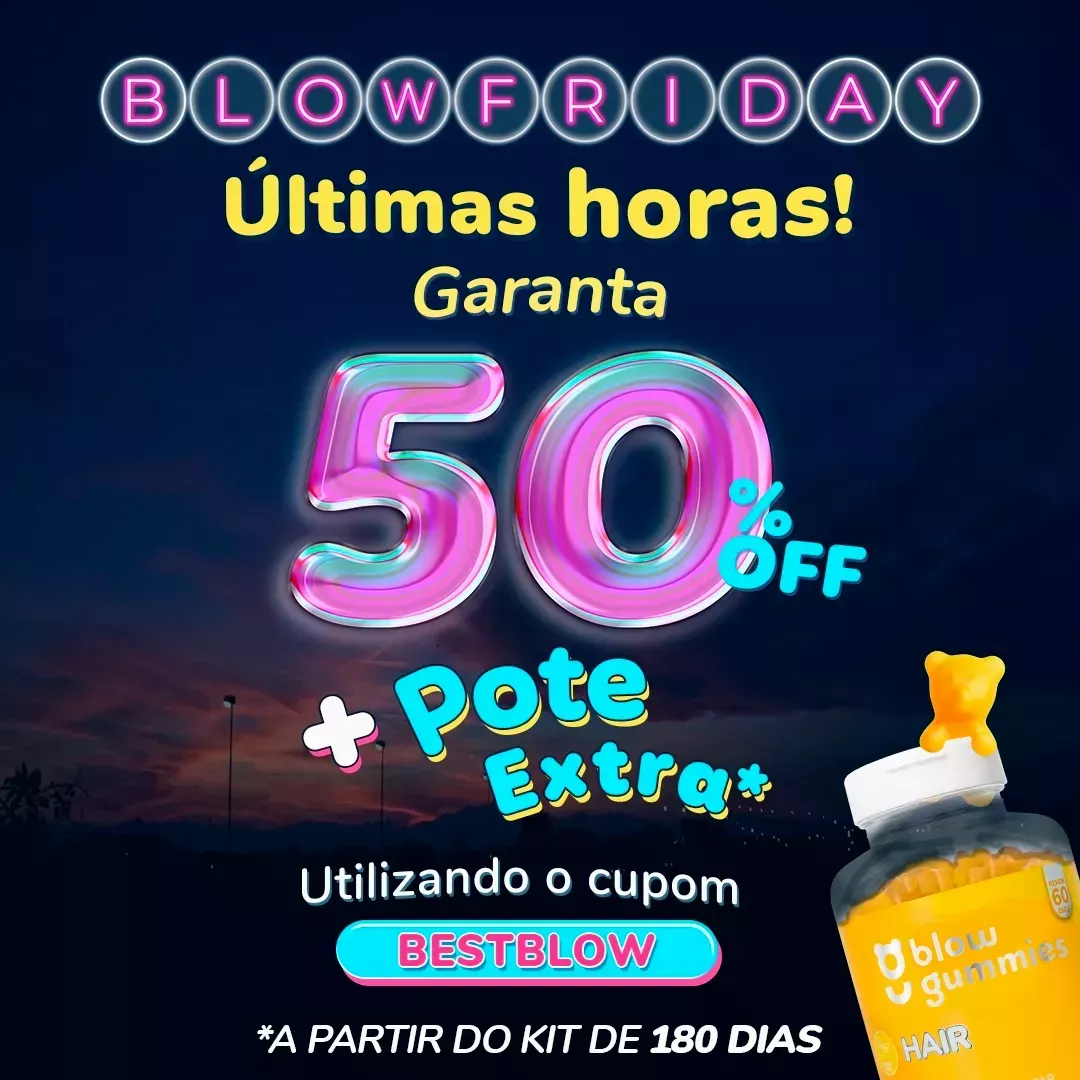 BLOWFRIDAY
Últimas horas!
Garanta
50
%
OFF
+ Pote
Extra*
Utilizando o cupom
BESTBLOW
*A PARTIR DO KIT DE 180 DIAS
60
blow
gummies
HAIR